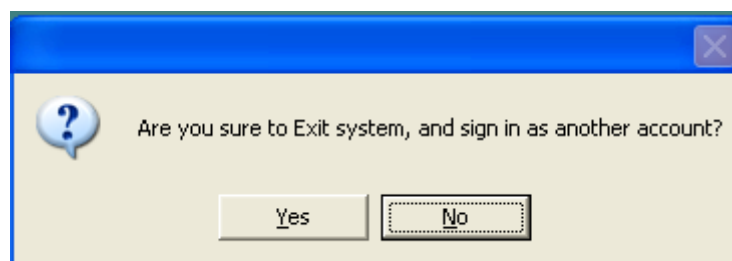 Are you sure to Exit system, and sign in as another account?
Yes
No